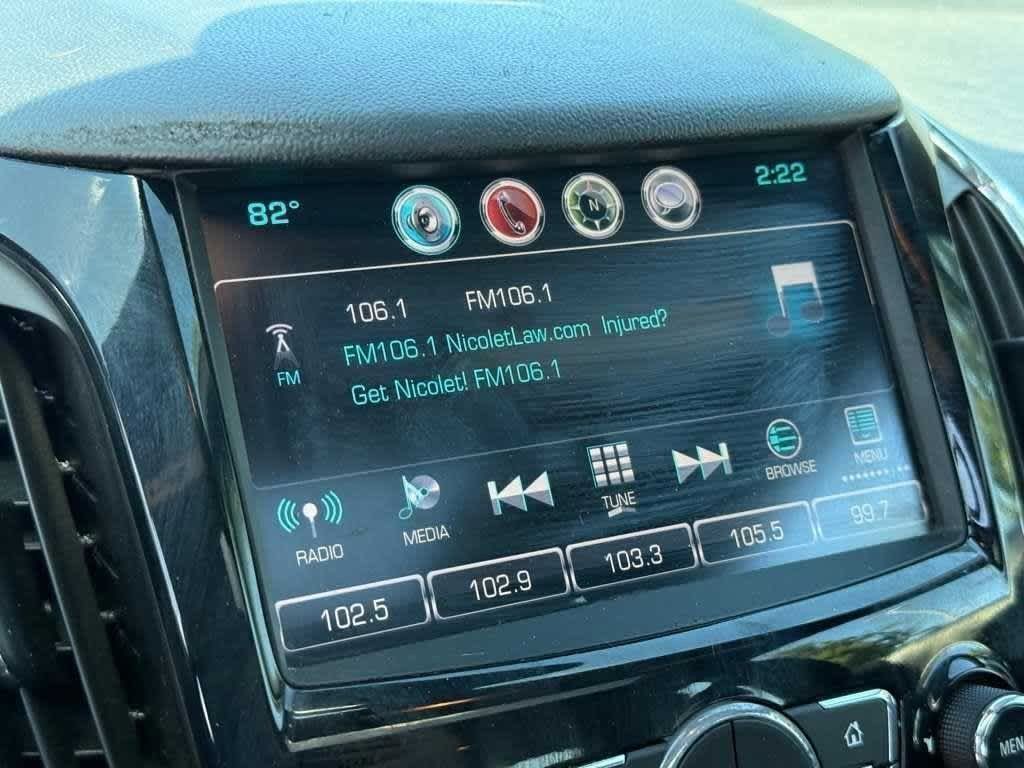 82° 2:22
N
106.1 FM106.1
FM106.1 NicoletLaw.com Injured?
Get Nicolet! FM106.1
FM
RADIO MEDIA TUNE BROWSE MENU
102.5 102.9 103.3 105.5 99.7